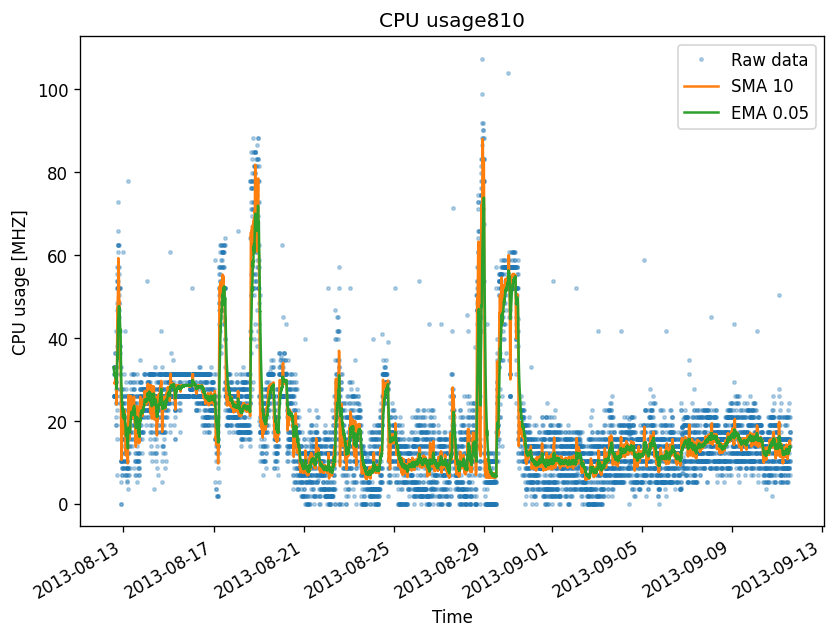 CPU usage810
Raw data
SMA 10
EMA 0.05
CPU usage [MHZ]
100
80
60
40
20
0
2013-08-13
2013-08-17
2013-08-21
2013-08-25
2013-08-29
2013-09-01
2013-09-05
2013-09-09
2013-09-13
Time